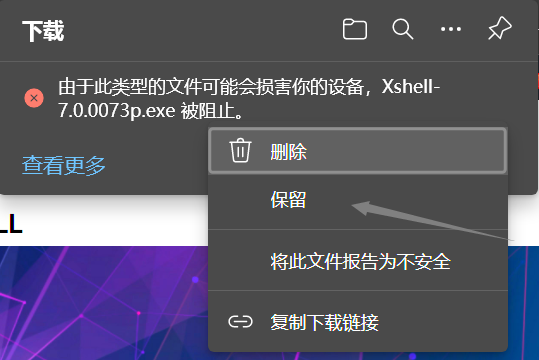 下载
由于此类型的文件可能会损害你的设备，Xshell-
7.0.0073p.exe 被阻止。
查看更多
删除
保留
将此文件报告为不安全
复制下载链接
LL